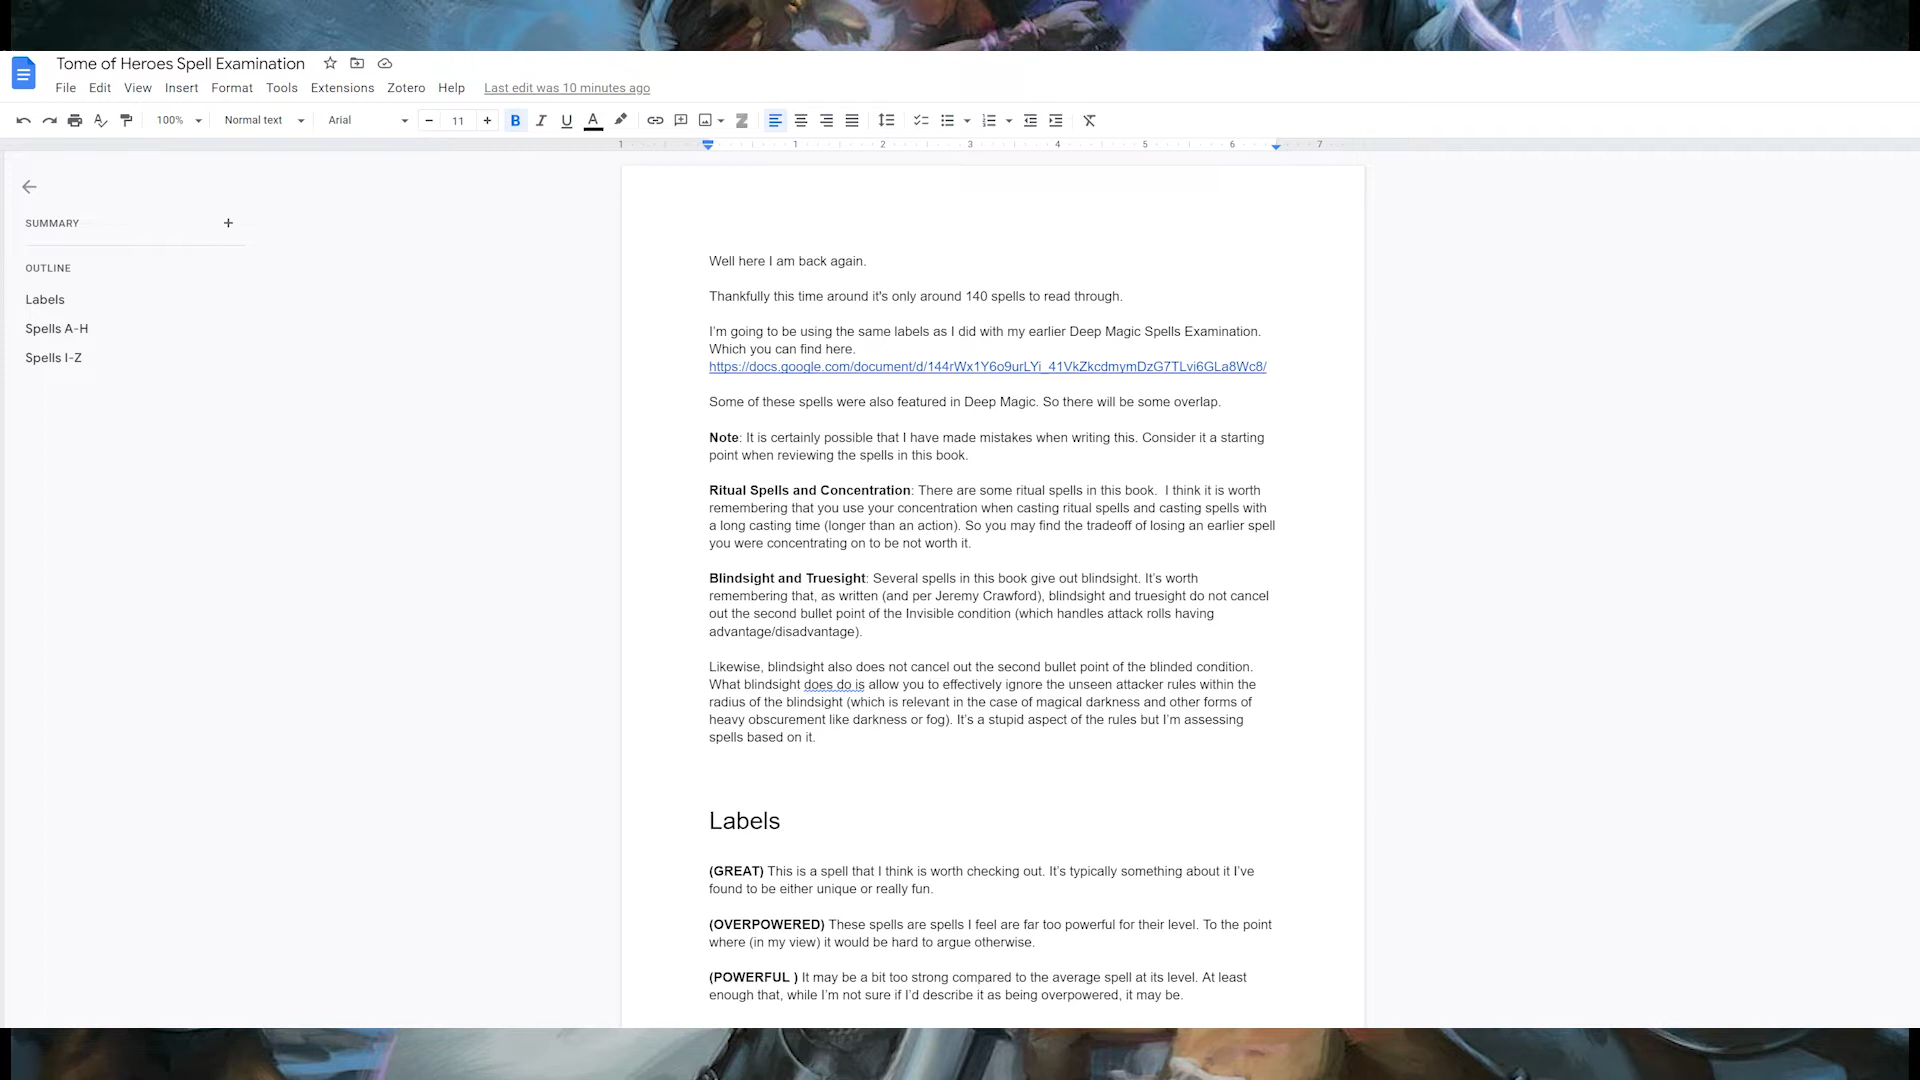 Tome of Heroes Spell Examination
File Edit View Insert Format Tools Extensions Zotero Help Last edit was 10 minutes ago
100% Normal text Arial 11 B I U A
1 1 2 3 4 5 6 7
SUMMARY
OUTLINE
Labels
Spells A-H
Spells I-Z
Well here I am back again.
Thankfully this time around it's only around 140 spells to read through.
I'm going to be using the same labels as I did with my earlier Deep Magic Spells Examination.
Which you can find here.
https://docs.google.com/document/d/144rWx1Y6o9urLYi_41VkZkcdmymDzG7TLvi6GLa8Wc8/
Some of these spells were also featured in Deep Magic. So there will be some overlap.
Note: It is certainly possible that I have made mistakes when writing this. Consider it a starting
point when reviewing the spells in this book.
Ritual Spells and Concentration: There are some ritual spells in this book.  I think it is worth
remembering that you use your concentration when casting ritual spells and casting spells with
a long casting time (longer than an action). So you may find the tradeoff of losing an earlier spell
you were concentrating on to be not worth it.
Blindsight and Truesight: Several spells in this book give out blindsight. It's worth
remembering that, as written (and per Jeremy Crawford), blindsight and truesight do not cancel
out the second bullet point of the Invisible condition (which handles attack rolls having
advantage/disadvantage).
Likewise, blindsight also does not cancel out the second bullet point of the blinded condition.
What blindsight does do is allow you to effectively ignore the unseen attacker rules within the
radius of the blindsight (which is relevant in the case of magical darkness and other forms of
heavy obscurement like darkness or fog). It's a stupid aspect of the rules but I'm assessing
spells based on it.
Labels
(GREAT) This is a spell that I think is worth checking out. It's typically something about it I've
found to be either unique or really fun.
(OVERPOWERED) These spells are spells I feel are far too powerful for their level. To the point
where (in my view) it would be hard to argue otherwise.
(POWERFUL ) It may be a bit too strong compared to the average spell at its level. At least
enough that, while I'm not sure if I'd describe it as being overpowered, it may be.